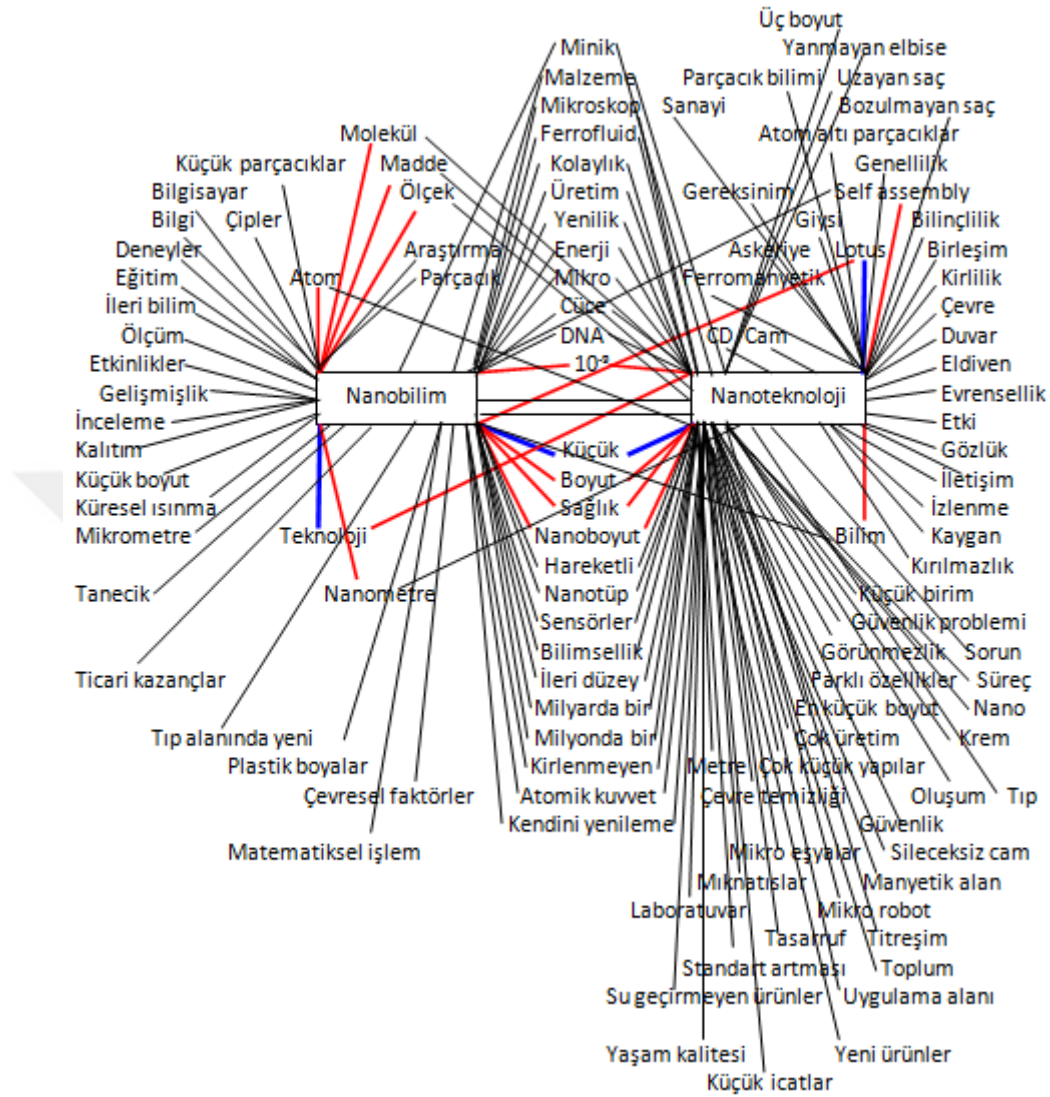 Üç boyut
Minik
Yanmayan elbise
Malzeme
Parçacık bilimi
Uzayan saç
Mikroskop
Sanayi
Bozulmayan saç
Molekül
Ferrofluid
Atom altı parçacıklar
Küçük parçacıklar
Madde
Kolaylık
Genellilik
Bilgisayar
Ölçek
Üretim
Gereksinim
Self assembly
Bilgi
Çipler
Yenilik
Giysi
Bilinçlilik
Deneyler
Araştırma
Enerji
Askeriye
Lotus
Birleşim
Eğitim
Atom
Parçacık
Mikro
Ferromanyetik
Kirlilik
İleri bilim
Cüce
Çevre
Ölçüm
DNA
CD
Cam
Duvar
Etkinlikler
10⁻⁹
Eldiven
Gelişmişlik
Nanobilim
Nanoteknoloji
Evrensellik
İnceleme
Etki
Kalıtım
Küçük
Gözlük
Küçük boyut
Boyut
İletişim
Küresel ısınma
Sağlık
İzlenme
Mikrometre
Teknoloji
Nanoboyut
Bilim
Kaygan
Hareketli
Kırılmazlık
Tanecik
Nanometre
Nanotüp
Küçük birim
Sensörler
Güvenlik problemi
Bilimsellik
Görünmezlik
Sorun
Ticari kazançlar
İleri düzey
Farklı özellikler
Süreç
Milyarda bir
En küçük boyut
Nano
Tıp alanında yeni
Milyonda bir
Çok üretim
Krem
Plastik boyalar
Kirlenmeyen
Metre
Çok küçük yapılar
Çevresel faktörler
Atomik kuvvet
Çevre temizliği
Oluşum
Tıp
Kendini yenileme
Güvenlik
Matematiksel işlem
Mikro eşyalar
Sileceksiz cam
Mıknatıslar
Manyetik alan
Laboratuvar
Mikro robot
Tasarruf
Titreşim
Standart artması
Toplum
Su geçirmeyen ürünler
Uygulama alanı
Yaşam kalitesi
Yeni ürünler
Küçük icatlar